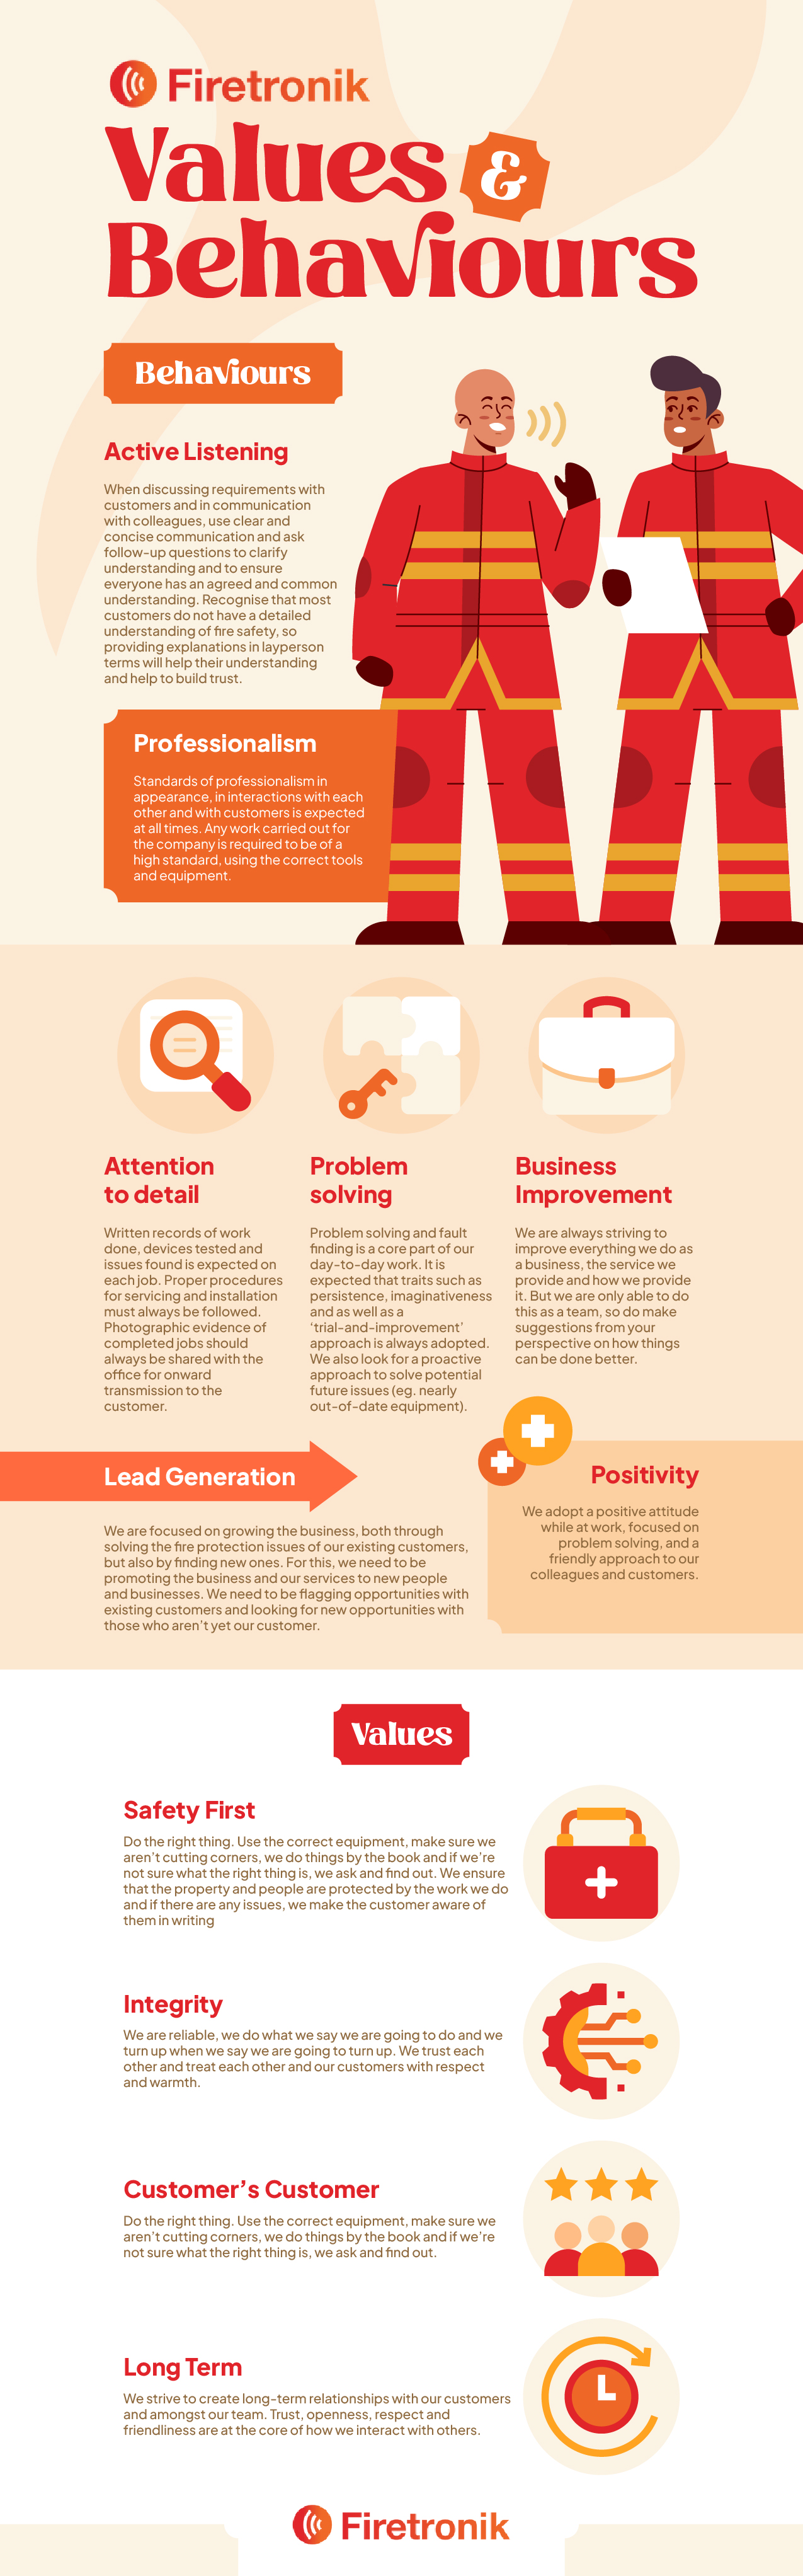 Firetronik
Values &
Behaviours
Behaviours
Active Listening
When discussing requirements with
customers and in communication
with colleagues, use clear and
concise communication and ask
follow-up questions to clarify
understanding and to ensure
everyone has an agreed and common
understanding. Recognise that most
customers do not have a detailed
understanding of fire safety, so
providing explanations in layperson
terms will help their understanding
and help to build trust.
Professionalism
Standards of professionalism in
appearance, in interactions with each
other and with customers is expected
at all times. Any work carried out for
the company is required to be of a
high standard, using the correct tools
and equipment.
Attention
to detail
Written records of work
done, devices tested and
issues found is expected on
each job. Proper procedures
for servicing and installation
must always be followed.
Photographic evidence of
completed jobs should
always be shared with the
office for onward
transmission to the
customer.
Problem
solving
Problem solving and fault
finding is a core part of our
day-to-day work. It is
expected that traits such as
persistence, imaginativeness
and as well as a
‘trial-and-improvement’
approach is always adopted.
We also look for a proactive
approach to solve potential
future issues (eg. nearly
out-of-date equipment).
Business
Improvement
We are always striving to
improve everything we do as
a business, the service we
provide and how we provide
it. But we are only able to do
this as a team, so do make
suggestions from your
perspective on how things
can be done better.
Lead Generation
We are focused on growing the business, both through
solving the fire protection issues of our existing customers,
but also by finding new ones. For this, we need to be
promoting the business and our services to new people
and businesses. We need to be flagging opportunities with
existing customers and looking for new opportunities with
those who aren’t yet our customer.
Positivity
We adopt a positive attitude
while at work, focused on
problem solving, and a
friendly approach to our
colleagues and customers.
Values
Safety First
Do the right thing. Use the correct equipment, make sure we
aren’t cutting corners, we do things by the book and if we’re
not sure what the right thing is, we ask and find out. We ensure
that the property and people are protected by the work we do
and if there are any issues, we make the customer aware of
them in writing
Integrity
We are reliable, we do what we say we are going to do and we
turn up when we say we are going to turn up. We trust each
other and treat each other and our customers with respect
and warmth.
Customer’s Customer
Do the right thing. Use the correct equipment, make sure we
aren’t cutting corners, we do things by the book and if we’re
not sure what the right thing is, we ask and find out.
Long Term
We strive to create long-term relationships with our customers
and amongst our team. Trust, openness, respect and
friendliness are at the core of how we interact with others.
Firetronik